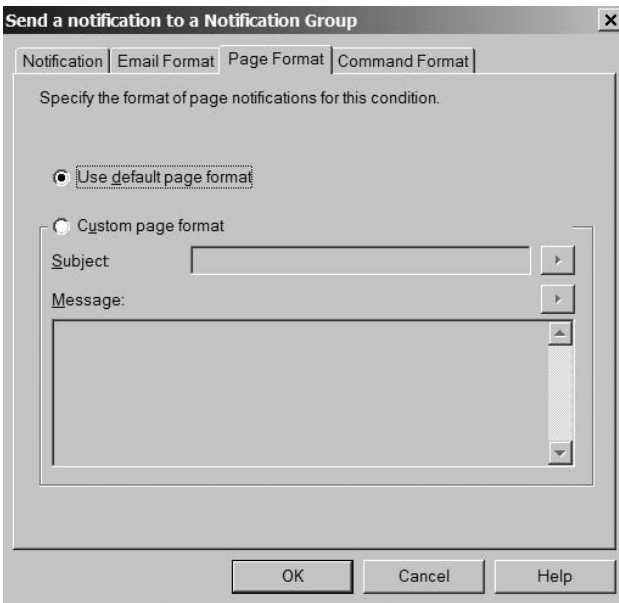 Send a notification to a Notification Group
Notification Email Format Page Format Command Format
Specify the format of page notifications for this condition.
Use default page format
Custom page format
Subject:
Message:
OK Cancel Help